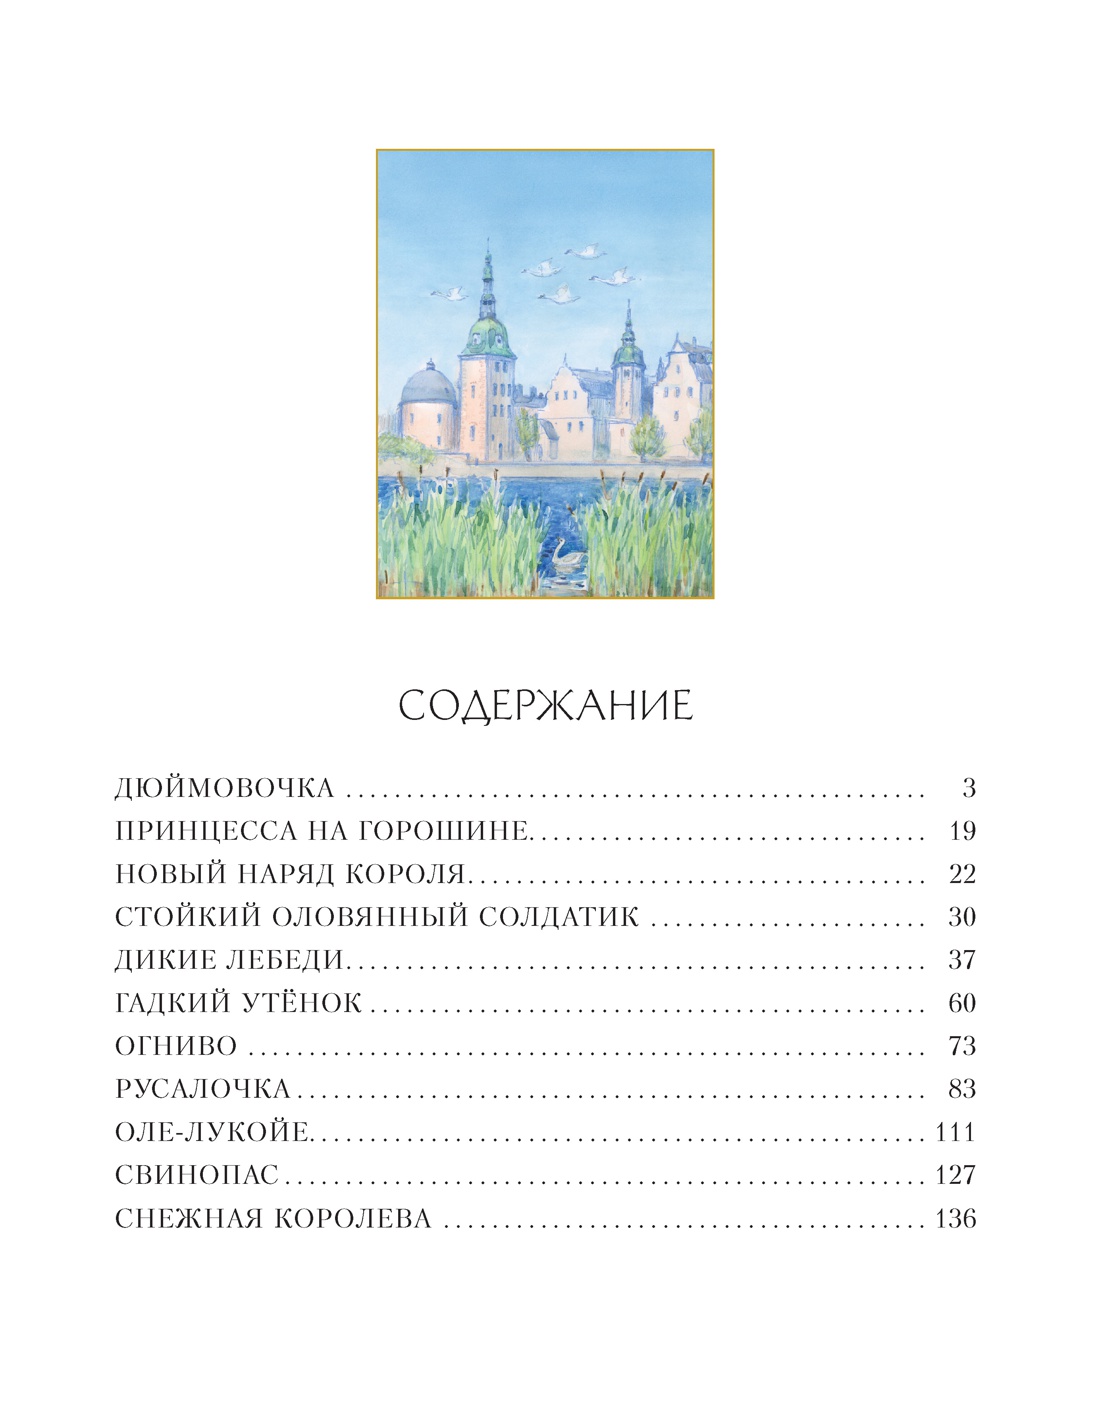 СОДЕРЖАНИЕ
ДЮЙМОВОЧКА . . . . . . . . . . . . . . . . . . . . . . . . . . . . . . . . . . . . . . . . . . . 3
ПРИНЦЕССА НА ГОРОШИНЕ. . . . . . . . . . . . . . . . . . . . . . . . . . . . . . . . . 19
НОВЫЙ НАРЯД КОРОЛЯ. . . . . . . . . . . . . . . . . . . . . . . . . . . . . . . . . . . . . . 22
СТОЙКИЙ ОЛОВЯННЫЙ СОЛДАТИК . . . . . . . . . . . . . . . . . . . . . . . 30
ДИКИЕ ЛЕБЕДИ. . . . . . . . . . . . . . . . . . . . . . . . . . . . . . . . . . . . . . . . . . . . . . . . 37
ГАДКИЙ УТЁНОК . . . . . . . . . . . . . . . . . . . . . . . . . . . . . . . . . . . . . . . . . . . . . . 60
ОГНИВО . . . . . . . . . . . . . . . . . . . . . . . . . . . . . . . . . . . . . . . . . . . . . . . . . . . . . . . . 73
РУСАЛОЧКА . . . . . . . . . . . . . . . . . . . . . . . . . . . . . . . . . . . . . . . . . . . . . . . . . . . . 83
ОЛЕ-ЛУКОЙЕ. . . . . . . . . . . . . . . . . . . . . . . . . . . . . . . . . . . . . . . . . . . . . . . . . . . 111
СВИНОПАС . . . . . . . . . . . . . . . . . . . . . . . . . . . . . . . . . . . . . . . . . . . . . . . . . . . . . 127
СНЕЖНАЯ КОРОЛЕВА . . . . . . . . . . . . . . . . . . . . . . . . . . . . . . . . . . . . . . . . 136